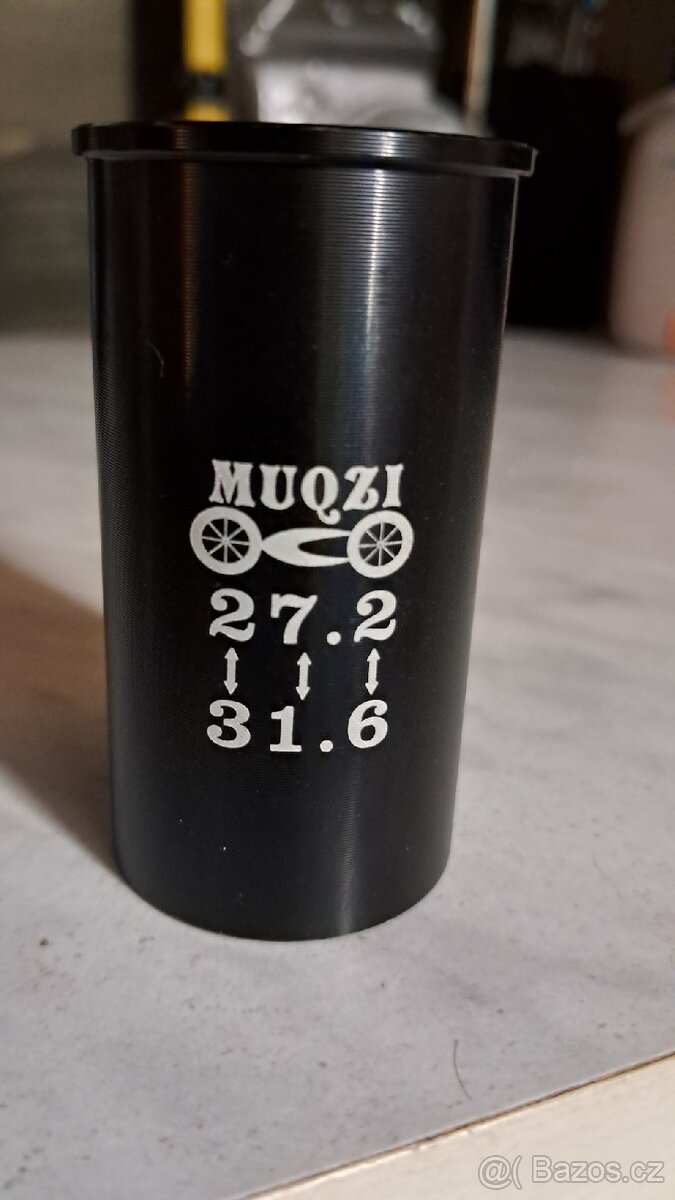 MUQZI
27.2
↕ ↕ ↕
31.6
@( Bazos.cz